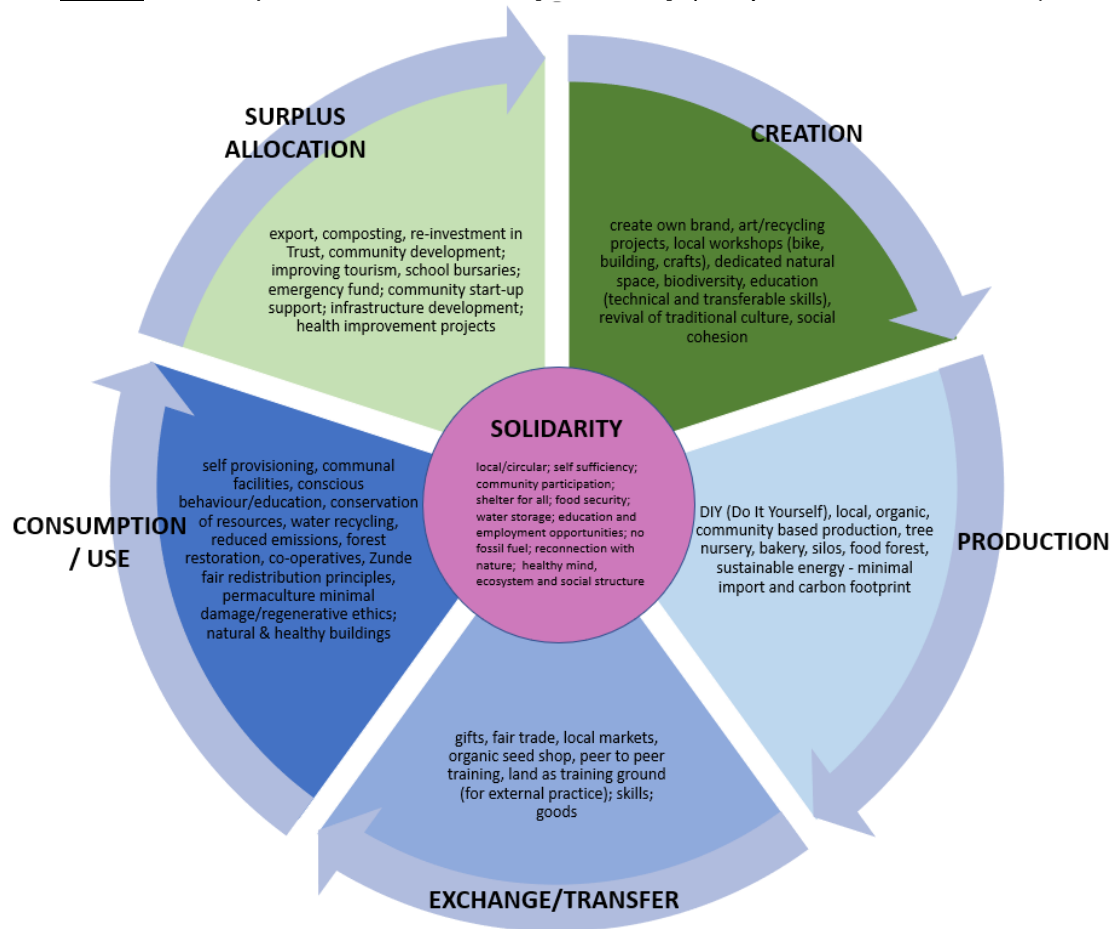 SURPLUS
ALLOCATION
export, composting, re-investment in
Trust, community development;
improving tourism, school bursaries;
emergency fund; community start-up
support; infrastructure development;
health improvement projects
CREATION
create own brand, art/recycling
projects, local workshops (bike,
building, crafts), dedicated natural
space, biodiversity, education
(technical and transferable skills),
revival of traditional culture, social
cohesion
SOLIDARITY
local/circular; self sufficiency;
community participation;
shelter for all; food security;
water storage; education and
employment opportunities; no
fossil fuel; reconnection with
nature; healthy mind,
ecosystem and social structure
CONSUMPTION
/ USE
self provisioning, communal
facilities, conscious
behaviour/education, conservation
of resources, water recycling,
reduced emissions, forest
restoration, co-operatives, Zunde
fair redistribution principles,
permaculture minimal
damage/regenerative ethics;
natural & healthy buildings
PRODUCTION
DIY (Do It Yourself), local, organic,
community based production, tree
nursery, bakery, silos, food forest,
sustainable energy - minimal
import and carbon footprint
gifts, fair trade, local markets,
organic seed shop, peer to peer
training, land as training ground
(for external practice); skills;
goods
EXCHANGE/TRANSFER